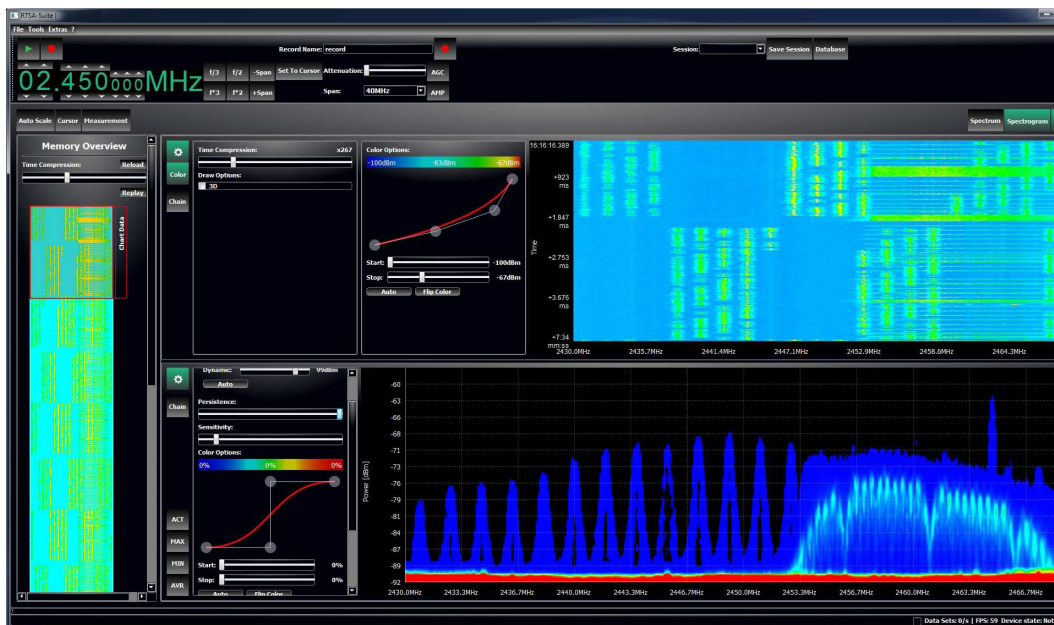 RTSA-Suite
File Tools Extras ?
Record Name: record
Session: Save Session Database
02.450000MHz
f/3 f/2 -Span Set To Cursor Attenuation: AGC
f*3 f*2 +Span Span: 40MHz AMP
Auto Scale Cursor Measurement
Spectrum Spectrogram
Memory Overview
Time Compression: Reload
Replay
Chart Data
Color
Chain
Time Compression: x267
Draw Options:
3D
Color Options:
-100dBm -83dBm -67dBm
Start: -100dBm
Stop: -67dBm
Auto Flip Color
Time
16:16:16.389
+923
ms
+1.847
ms
+2.753
ms
+3.676
ms
+7:34
mm:ss
2430.0MHz 2435.7MHz 2441.4MHz 2447.1MHz 2452.9MHz 2458.6MHz 2464.3MHz
Chain
ACT
MAX
MIN
AVR
Dynamic: 99dBm
Auto
Persistence:
Sensitivity:
Color Options:
0% 0% 0%
Start: 0%
Stop: 0%
Auto Flip Color
Power [dBm]
-60
-63
-66
-68
-71
-73
-76
-79
-81
-84
-87
-89
-92
2430.0MHz 2433.3MHz 2436.7MHz 2440.0MHz 2443.3MHz 2446.7MHz 2450.0MHz 2453.3MHz 2456.7MHz 2460.0MHz 2463.3MHz 2466.7MHz
Data Sets: 0/s | FPS: 59 Device state: Not